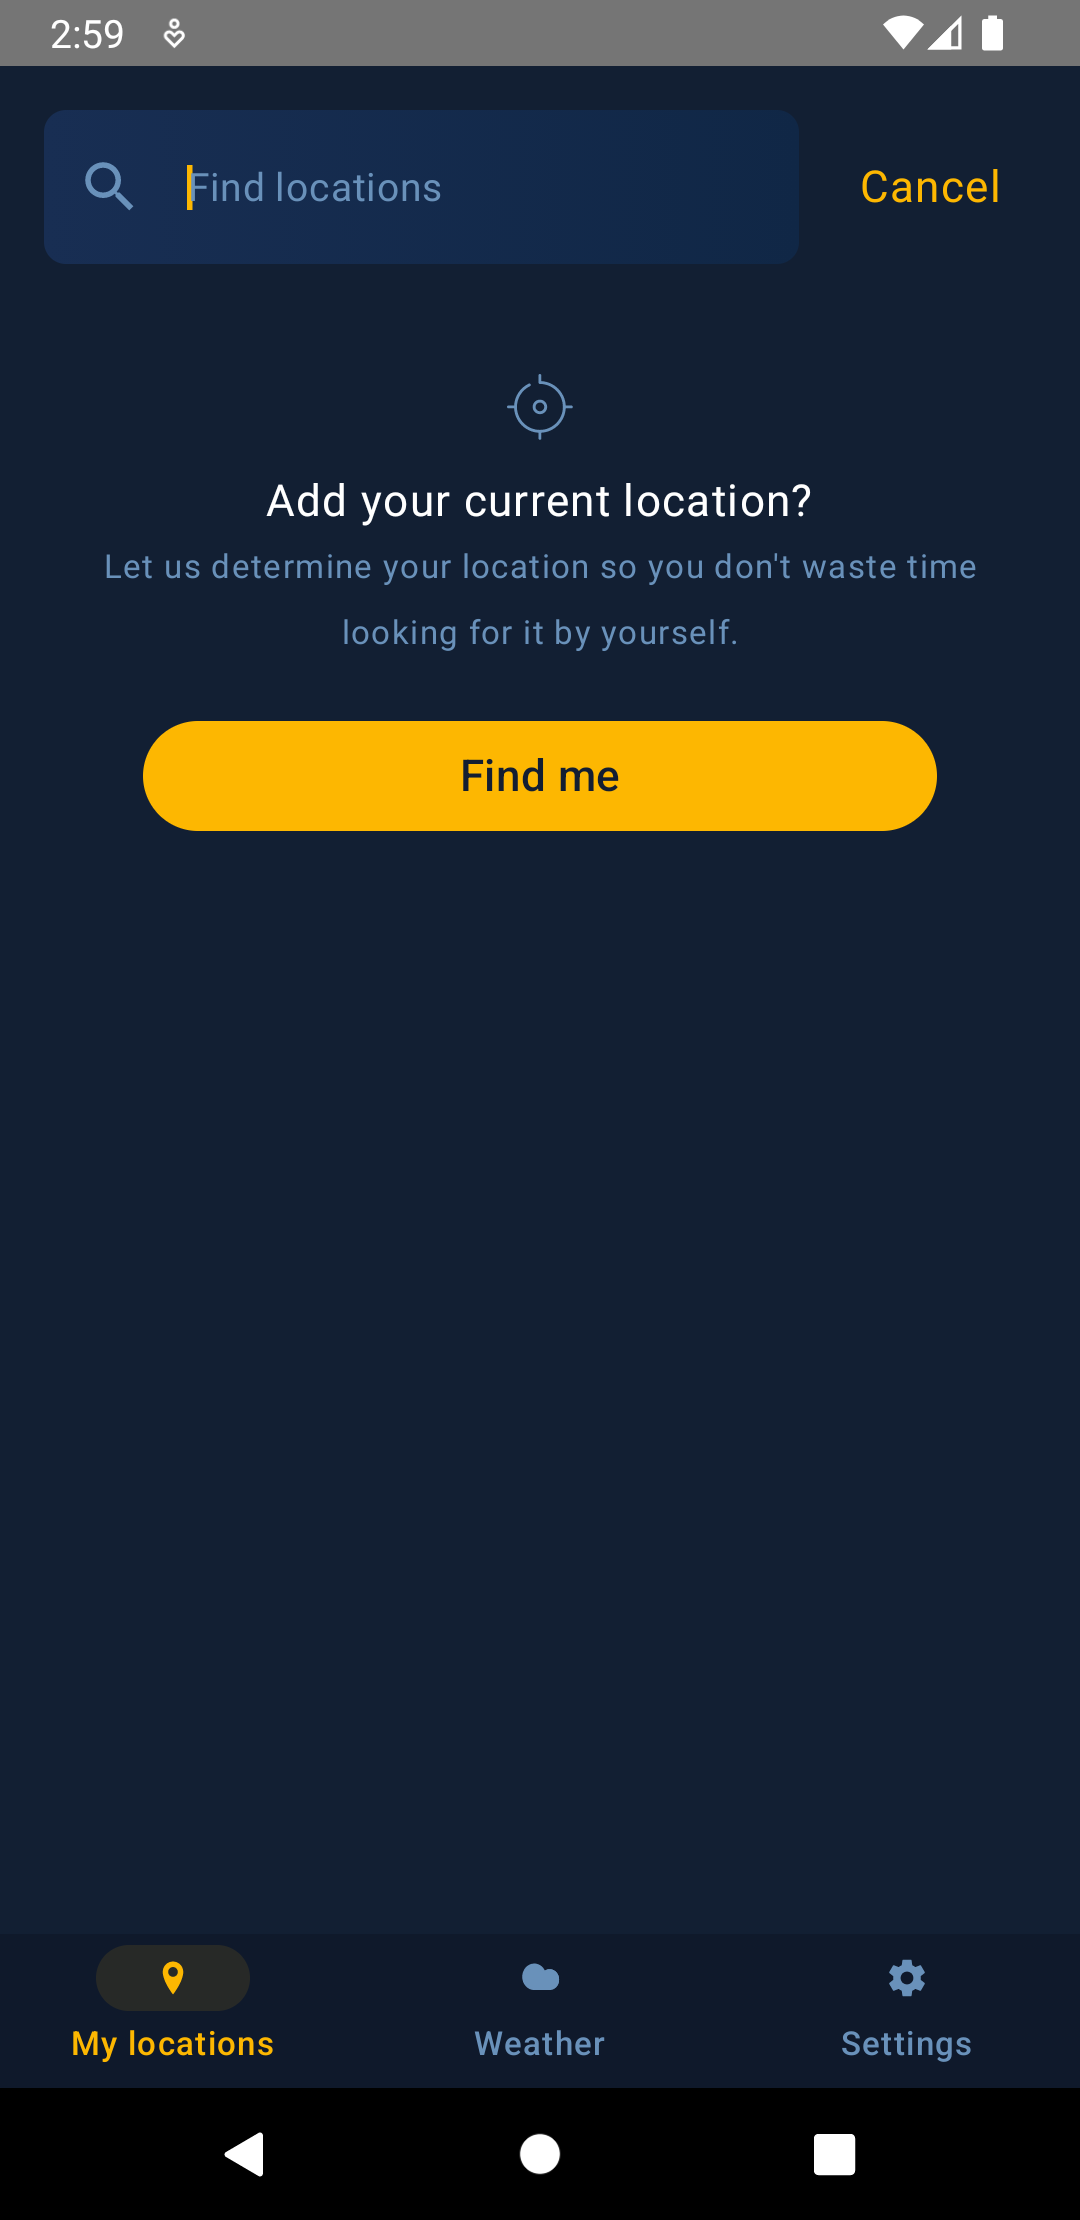 2:59
Find locations
Cancel
Add your current location?
Let us determine your location so you don't waste time
looking for it by yourself.
Find me
My locations
Weather
Settings